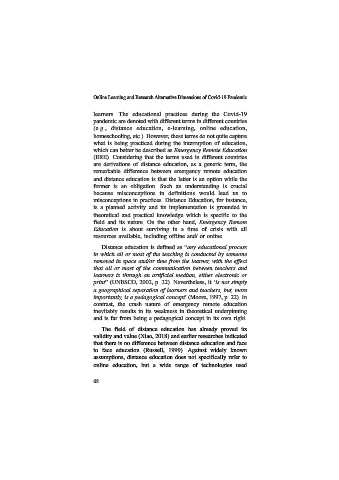 Online Learning and Research Alternative Dimensions of Covid-19 Pandemic
learners. The educational practices during the Covid-19
pandemic are denoted with different terms in different countries
(e.g., distance education, e-learning, online education,
homeschooling, etc.). However, these terms do not quite capture
what is being practiced during the interruption of education,
which can better be described as Emergency Remote Education
(ERE). Considering that the terms used in different countries
are derivations of distance education, as a generic term, the
remarkable difference between emergency remote education
and distance education is that the latter is an option while the
former is an obligation. Such an understanding is crucial
because misconceptions in definitions would lead us to
misconceptions in practices. Distance Education, for instance,
is a planned activity and its implementation is grounded in
theoretical and practical knowledge which is specific to the
field and its nature. On the other hand, Emergency Remote
Education is about surviving in a time of crisis with all
resources available, including offline and/ or online.
Distance education is defined as "any educational process
in which all or most of the teaching is conducted by someone
removed in space and/or time from the learner, with the effect
that all or most of the communication between teachers and
learners is through an artificial medium, either electronic or
print" (UNESCO, 2002, p. 22). Nevertheless, it "is not simply
a geographical separation of learners and teachers, but, more
importantly, is a pedagogical concept" (Moore, 1997, p. 22). In
contrast, the crash nature of emergency remote education
inevitably results in its weakness in theoretical underpinning
and is far from being a pedagogical concept in its own right.
The field of distance education has already proved its
validity and value (Xiao, 2018) and earlier researches indicated
that there is no difference between distance education and face
to face education (Russell, 1999). Against widely known
assumptions, distance education does not specifically refer to
online education, but a wide range of technologies used